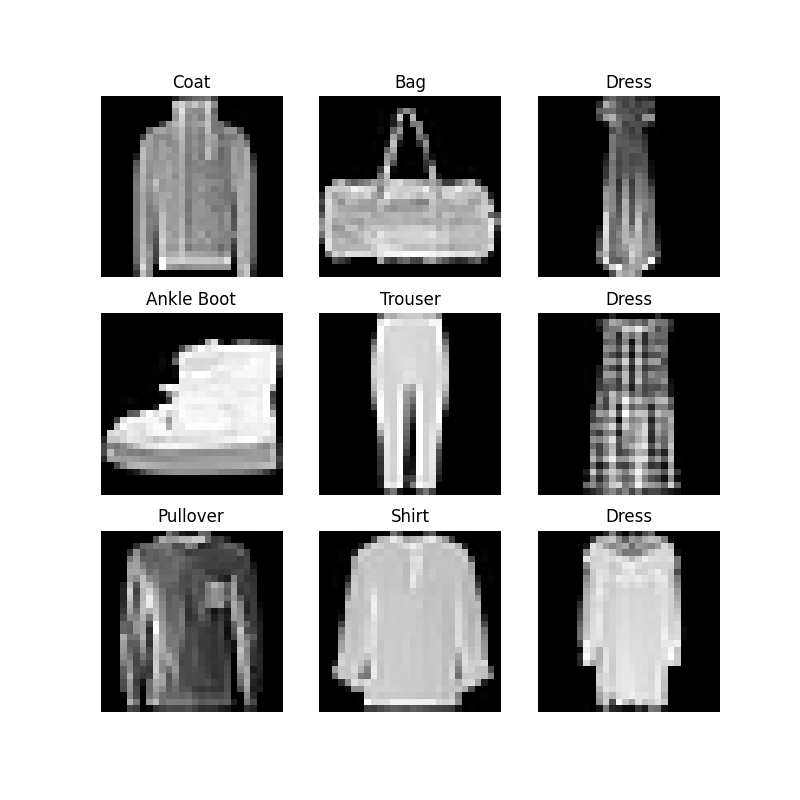 Coat
Bag
Dress
Ankle Boot
Trouser
Dress
Pullover
Shirt
Dress